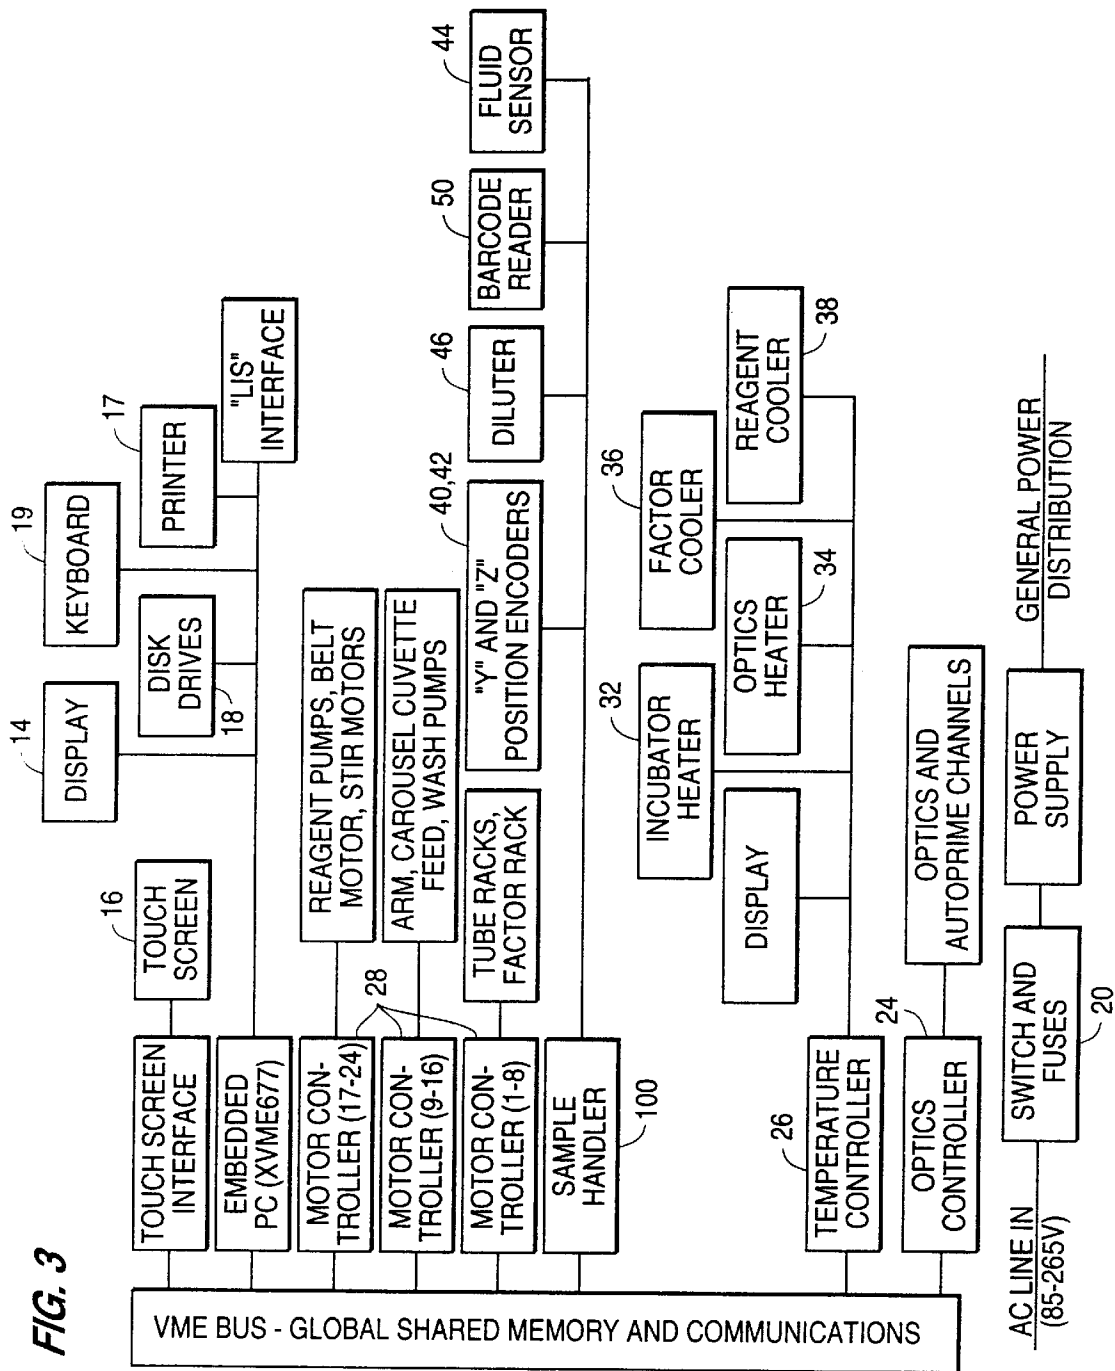 FIG. 3
VME BUS - GLOBAL SHARED MEMORY AND COMMUNICATIONS
TOUCH SCREEN
INTERFACE
16
TOUCH
SCREEN
EMBEDDED
PC (XVME677)
14
DISPLAY
DISK
DRIVES
18
19
KEYBOARD
17
PRINTER
"LIS"
INTERFACE
MOTOR CON-
TROLLER (17-24)
REAGENT PUMPS, BELT
MOTOR, STIR MOTORS
28
MOTOR CON-
TROLLER (9-16)
ARM, CAROUSEL CUVETTE
FEED, WASH PUMPS
MOTOR CON-
TROLLER (1-8)
TUBE RACKS,
FACTOR RACK
SAMPLE
HANDLER
100
"Y" AND "Z"
POSITION ENCODERS
40,42
DILUTER
46
BARCODE
READER
50
FLUID
SENSOR
44
26
TEMPERATURE
CONTROLLER
DISPLAY
32
INCUBATOR
HEATER
OPTICS
HEATER
34
36
FACTOR
COOLER
REAGENT
COOLER
38
24
OPTICS
CONTROLLER
OPTICS AND
AUTOPRIME CHANNELS
AC LINE IN
(85-265V)
SWITCH AND
FUSES
20
POWER
SUPPLY
GENERAL POWER
DISTRIBUTION